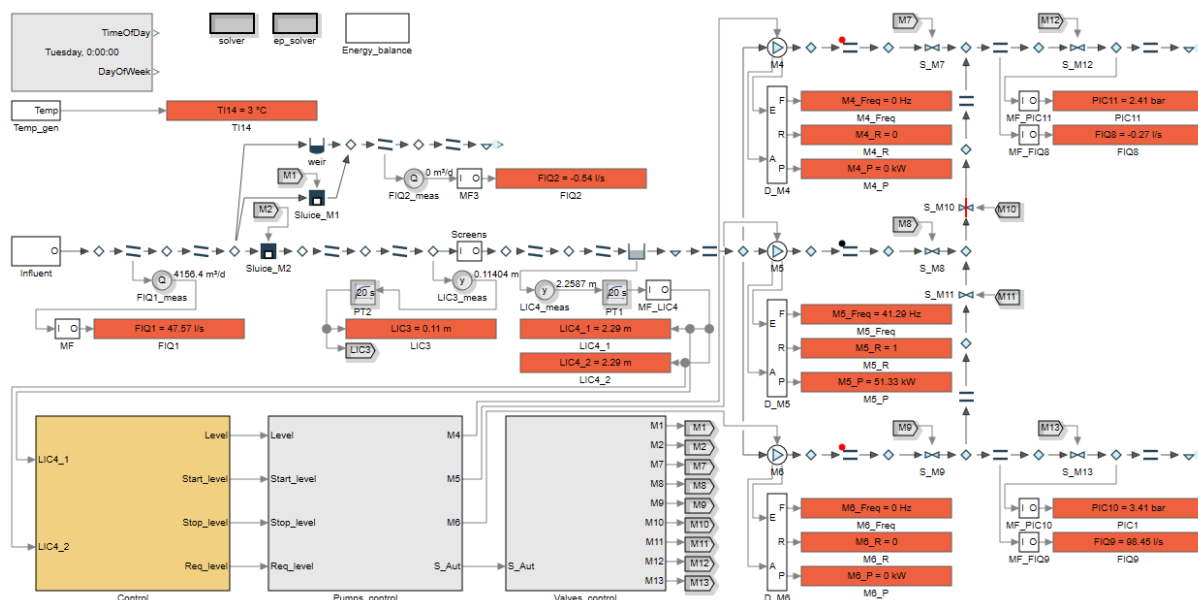 TimeOfDay
Tuesday, 0:00:00
DayOfWeek
solver
ep_solver
Energy_balance
Temp
Temp_gen
TI14 = 3 °C
TI14
weir
M1
Sluice_M1
M2
Sluice_M2
Q
0 m³/d
FIQ2_meas
I O
MF3
FIQ2 = -0.54 l/s
FIQ2
O
Influent
Q
4156.4 m³/d
FIQ1_meas
I O
MF
FIQ1 = 47.57 l/s
FIQ1
Screens
I O
y
0.11404 m
LIC3_meas
20 s
PT2
LIC3 = 0.11 m
LIC3
LIC3
y
2.2587 m
LIC4_meas
20 s
PT1
I O
MF_LIC4
LIC4_1 = 2.29 m
LIC4_1
LIC4_2 = 2.29 m
LIC4_2
M4
M7
S_M7
M12
S_M12
F
E
R
A
P
D_M4
M4_Freq = 0 Hz
M4_Freq
M4_R = 0
M4_R
M4_P = 0 kW
M4_P
I O
MF_PIC11
PIC11 = 2.41 bar
PIC11
I O
MF_FIQ8
FIQ8 = -0.27 l/s
FIQ8
S_M10
M10
M5
M8
S_M8
S_M11
M11
F
E
R
A
P
D_M5
M5_Freq = 41.29 Hz
M5_Freq
M5_R = 1
M5_R
M5_P = 51.33 kW
M5_P
M6
M9
S_M9
M13
S_M13
F
E
R
A
P
D_M6
M6_Freq = 0 Hz
M6_Freq
M6_R = 0
M6_R
M6_P = 0 kW
M6_P
I O
MF_PIC10
PIC10 = 3.41 bar
PIC1
I O
MF_FIQ9
FIQ9 = 98.45 l/s
FIQ9
LIC4_1
LIC4_2
Level
Start_level
Stop_level
Req_level
Control
Level
Start_level
Stop_level
Req_level
M4
M5
M6
S_Aut
Pumps_control
S_Aut
M1
M2
M7
M8
M9
M10
M11
M12
M13
Valves_control
M1
M2
M7
M8
M9
M10
M11
M12
M13